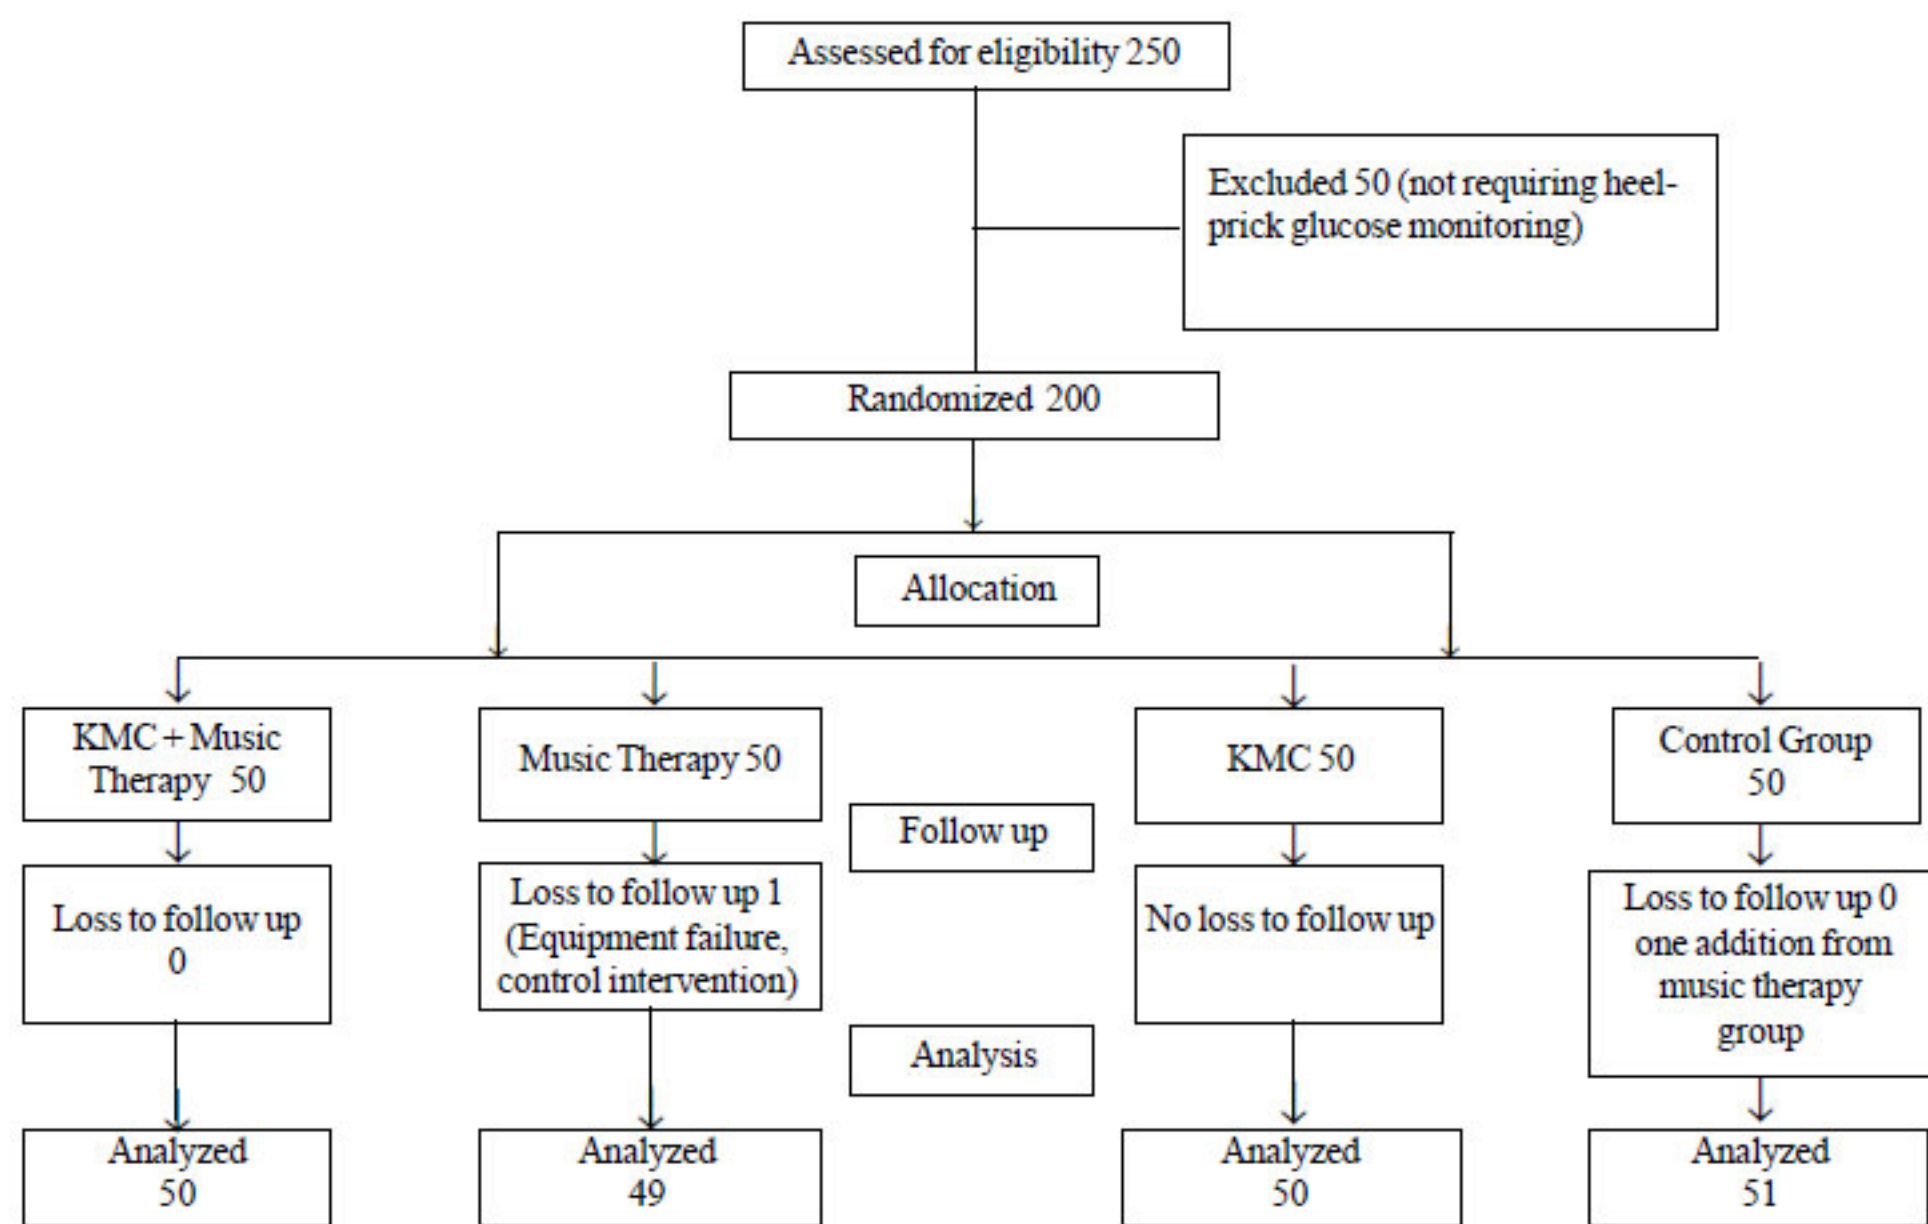 Assessed for eligibility 250
Excluded 50 (not requiring heel-
prick glucose monitoring)
Randomized 200
Allocation
KMC + Music
Therapy 50
Music Therapy 50
KMC 50
Control Group
50
Follow up
Loss to follow up
0
Loss to follow up 1
(Equipment failure,
control intervention)
No loss to follow up
Loss to follow up 0
one addition from
music therapy
group
Analysis
Analyzed
50
Analyzed
49
Analyzed
50
Analyzed
51